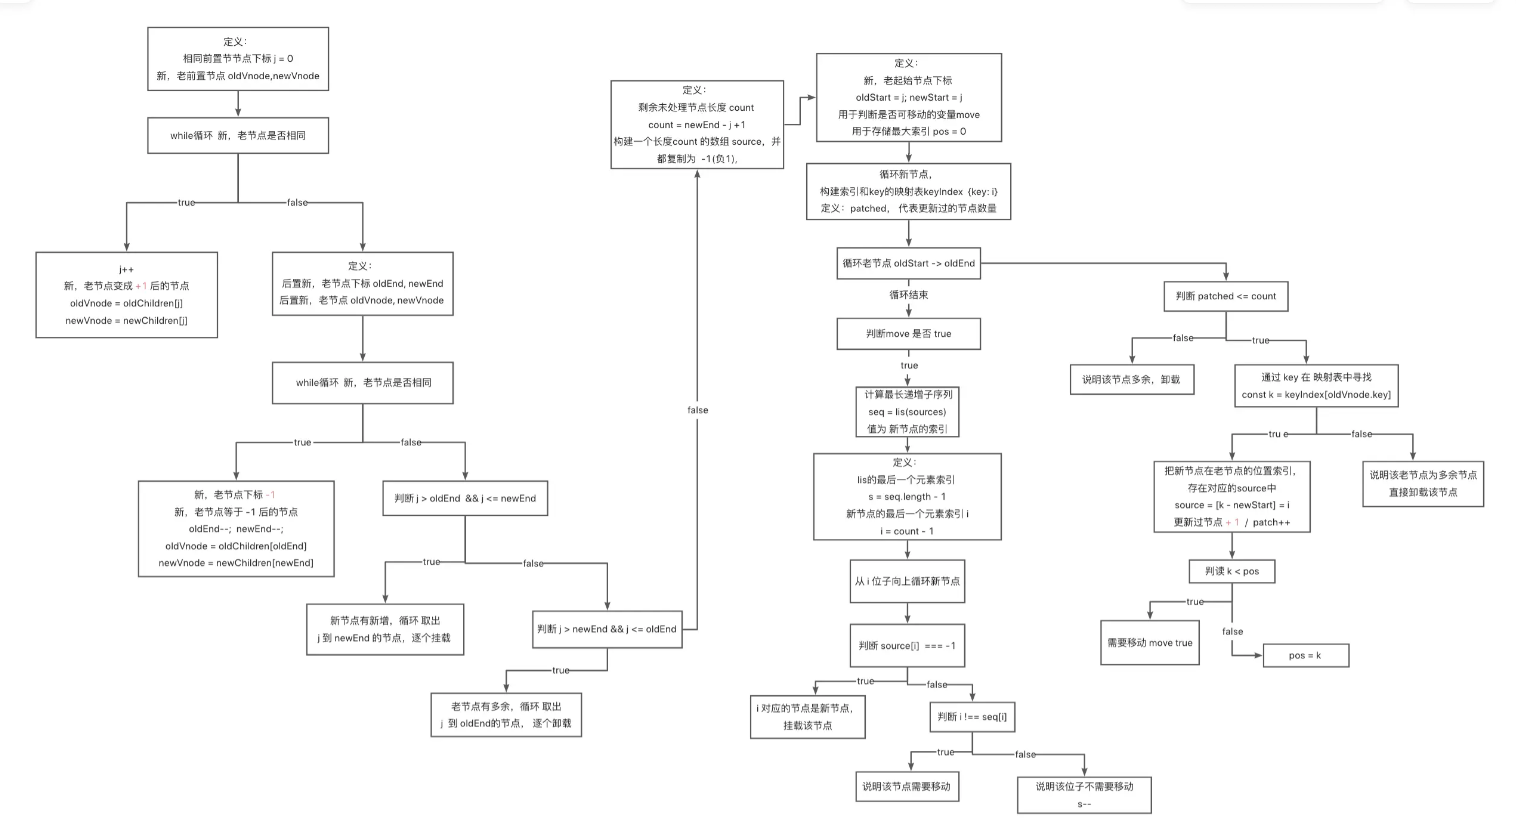 定义：
相同前置节节点下标 j = 0
新，老前置节点 oldVnode,newVnode
while循环 新，老节点是否相同
true
false
j++
新，老节点变成 +1 后的节点
oldVnode = oldChildren[j]
newVnode = newChildren[j]
定义：
后置新，老节点下标 oldEnd, newEnd
后置新，老节点 oldVnode, newVnode
while循环 新，老节点是否相同
true
false
新，老节点下标 -1
新，老节点等于 -1 后的节点
oldEnd--; newEnd--;
oldVnode = oldChildren[oldEnd]
newVnode = newChildren[newEnd]
判断 j > oldEnd && j <= newEnd
true
false
新节点有新增，循环 取出
j 到 newEnd 的节点，逐个挂载
判断 j > newEnd && j <= oldEnd
true
老节点有多余，循环 取出
j 到 oldEnd的节点， 逐个卸载
false
定义：
剩余未处理节点长度 count
count = newEnd - j +1
构建一个长度count 的数组 source，并
都复制为 -1(负1)，
定义：
新，老起始节点下标
oldStart = j; newStart = j
用于判断是否可移动的变量move
用于存储最大索引 pos = 0
循环新节点，
构建索引和key的映射表keyIndex {key: i}
定义：patched， 代表更新过的节点数量
循环老节点 oldStart -> oldEnd
循环结束
判断move 是否 true
true
计算最长递增子序列
seq = lis(sources)
值为 新节点的索引
定义：
lis的最后一个元素索引
s = seq.length - 1
新节点的最后一个元素索引 i
i = count - 1
从 i 位子向上循环新节点
判断 source[i] === -1
true
false
i 对应的节点是新节点，
挂载该节点
判断 i !== seq[i]
true
false
说明该节点需要移动
说明该位子不需要移动
s--
判断 patched <= count
false
true
说明该节点多余，卸载
通过 key 在 映射表中寻找
const k = keyIndex[oldVnode.key]
tru e
false
把新节点在老节点的位置索引，
存在对应的source中
source = [k - newStart] = i
更新过节点 + 1 / patch++
说明该老节点为多余节点
直接卸载该节点
判读 k < pos
true
false
需要移动 move true
pos = k